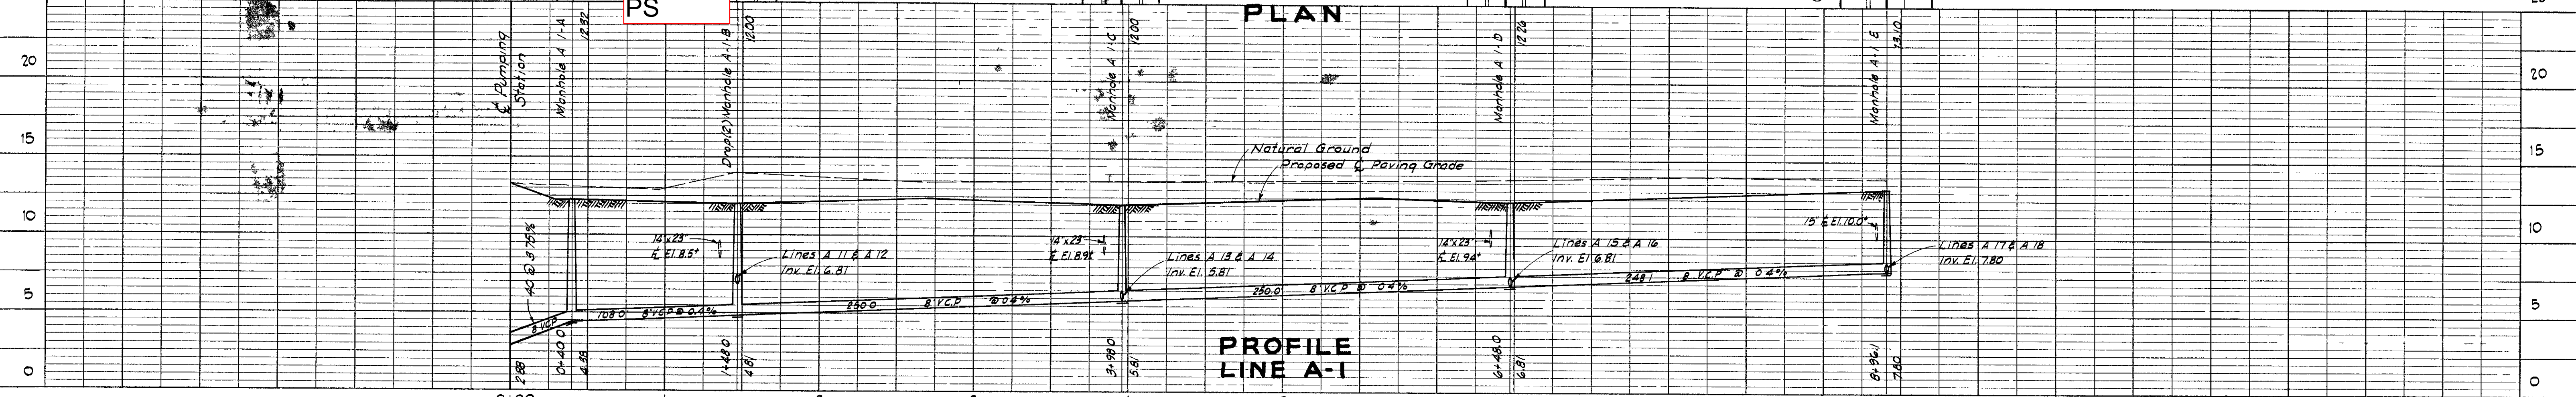 PS
PLAN
20
15
10
5
0
20
15
10
5
0
℄ Pumping
Station
Manhole A 1-A
12.32
Drop(2) Manhole A-1-B
12.00
Manhole A 1-C
12.00
Manhole A 1-D
12.26
Manhole A-1 E
13.10
Natural Ground
Proposed ℄ Paving Grade
40 @ 3.75%
8 V.C.P
14"x23"
℄ El. 8.5±
Lines A 11 & A 12
Inv. El. 6.81
14"x23"
℄ El. 8.9±
Lines A 13 & A 14
Inv. El. 5.81
14"x23"
℄ El. 9.4±
Lines A 15 & A 16
Inv. El. 6.81
15" ℄ El. 10.0±
Lines A 17 & A 18
Inv. El. 7.80
108.0 8" V.C.P @ 0.4%
250.0 8 V.C.P @ 0.4%
250.0 8 V.C.P @ 0.4%
248.1 8 V.C.P @ 0.4%
2.88
0+40.0
4.38
1+48.0
4.81
3+98.0
5.81
6+48.0
6.81
8+96.1
7.80
PROFILE
LINE A-1